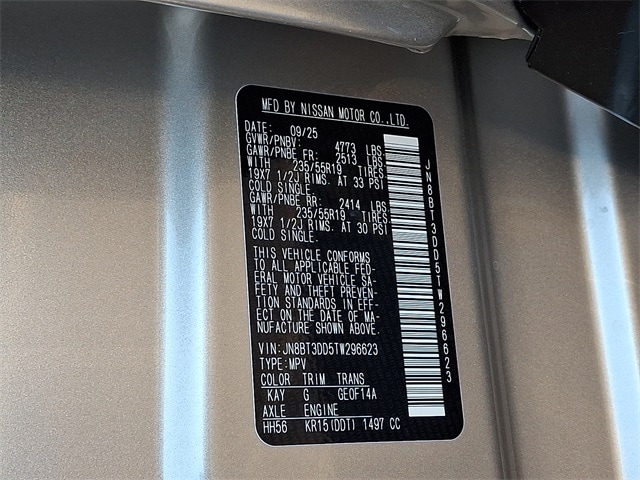 MFD BY NISSAN MOTOR CO.,LTD.
DATE: 09/25
GVWR/PNBV: 4773 LBS
GAWR/PNBE FR: 2513 LBS
WITH 235/55R19 TIRES
19X7 1/2J RIMS. AT 33 PSI
COLD SINGLE.
GAWR/PNBE RR: 2414 LBS
WITH 235/55R19 TIRES
19X7 1/2J RIMS. AT 30 PSI
COLD SINGLE.
THIS VEHICLE CONFORMS
TO ALL APPLICABLE FED-
ERAL MOTOR VEHICLE SA-
FETY AND THEFT PREVEN-
TION STANDARDS IN EFF-
ECT ON THE DATE OF MA-
NUFACTURE SHOWN ABOVE.
VIN:JN8BT3DD5TW296623
TYPE:MPV
COLOR TRIM TRANS
KAY G GEOF14A
AXLE ENGINE
HH56 KR15(DDT) 1497 CC
JN8BT3DD5TW296623